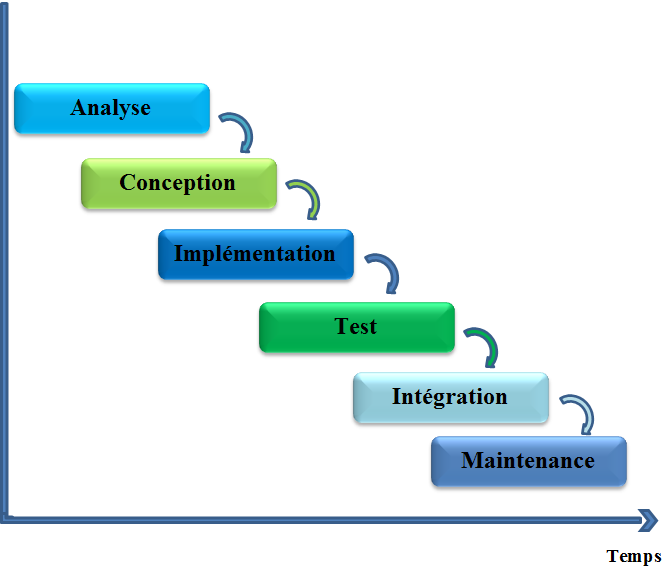 Analyse
Conception
Implémentation
Test
Intégration
Maintenance
Temps